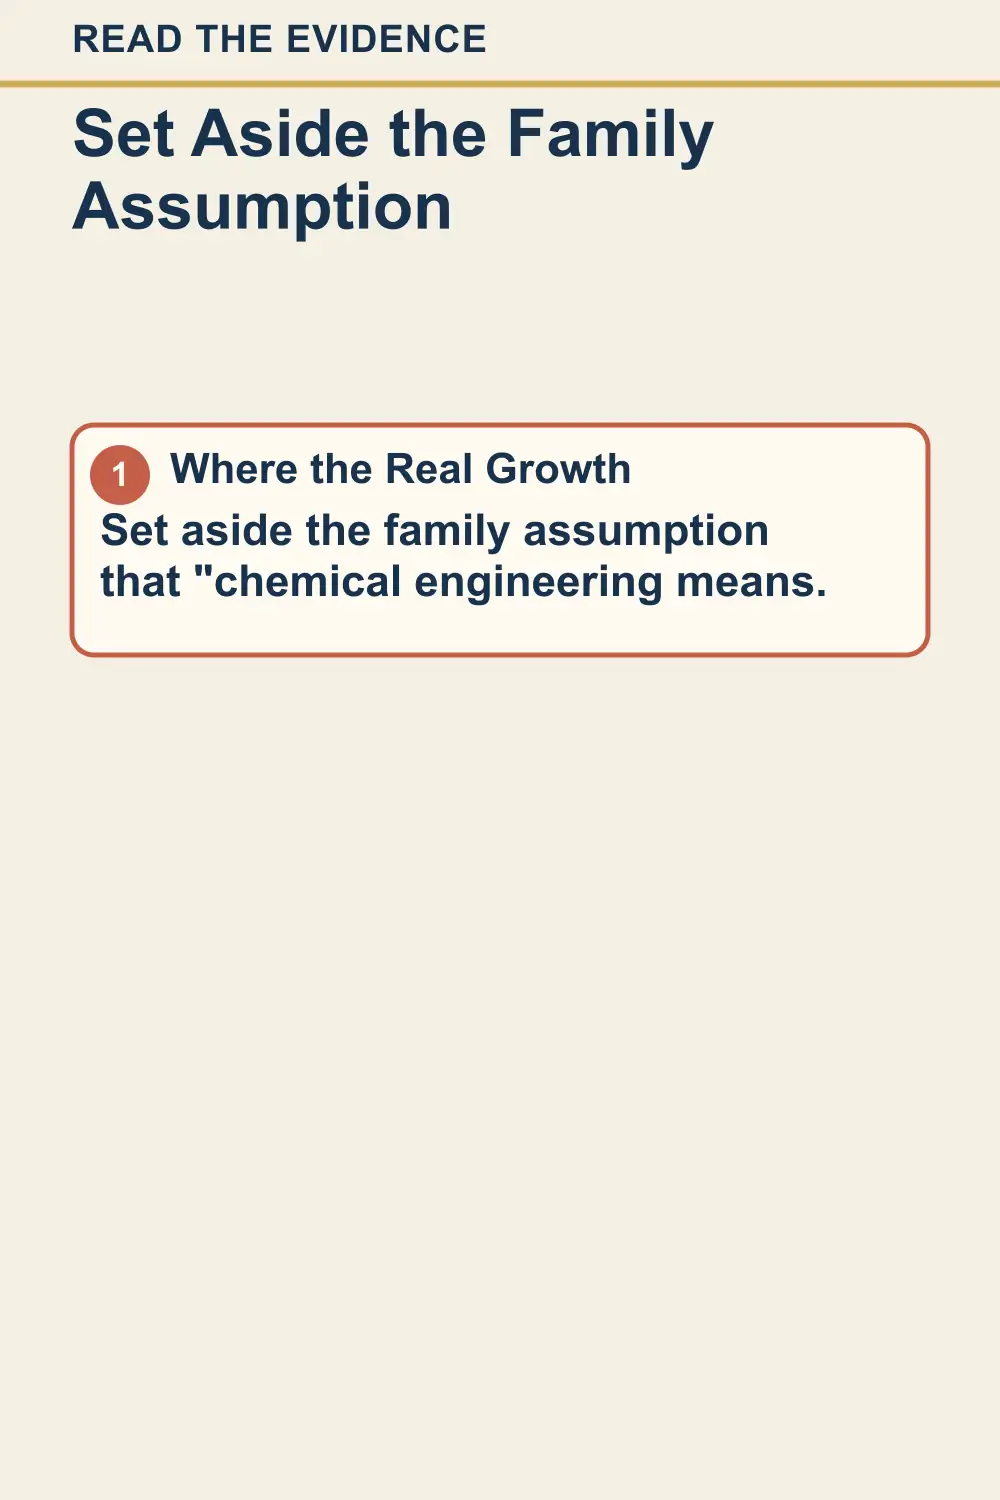 READ THE EVIDENCE
Set Aside the Family
Assumption
1 Where the Real Growth
Set aside the family assumption
that "chemical engineering means.